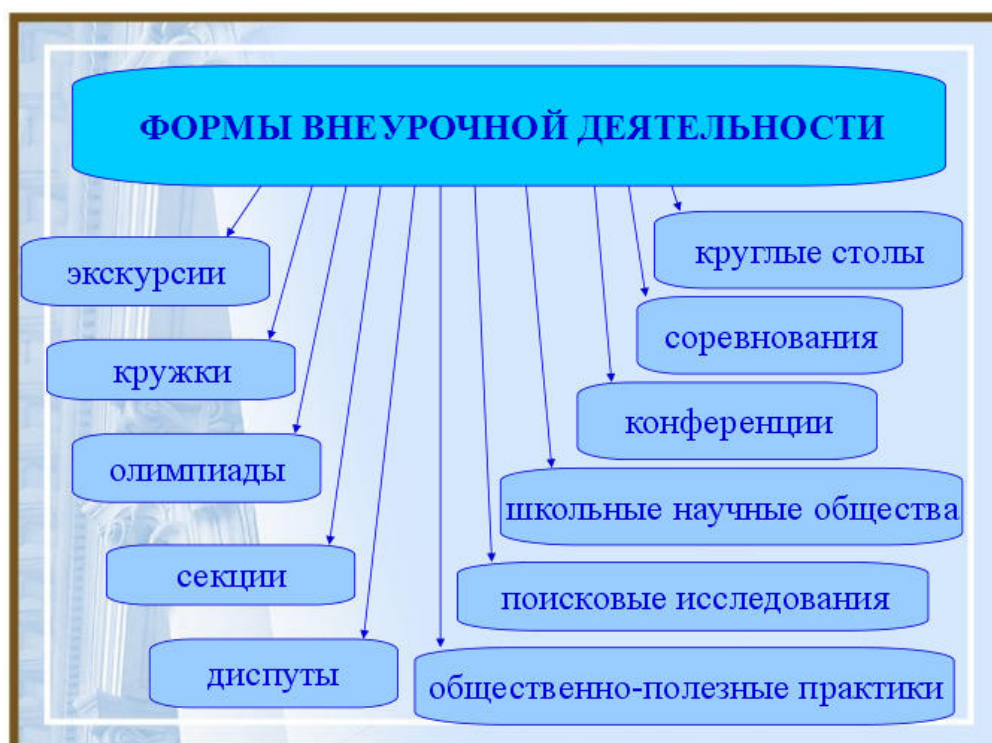 ФОРМЫ ВНЕУРОЧНОЙ ДЕЯТЕЛЬНОСТИ
экскурсии
кружки
олимпиады
секции
диспуты
круглые столы
соревнования
конференции
школьные научные общества
поисковые исследования
общественно-полезные практики